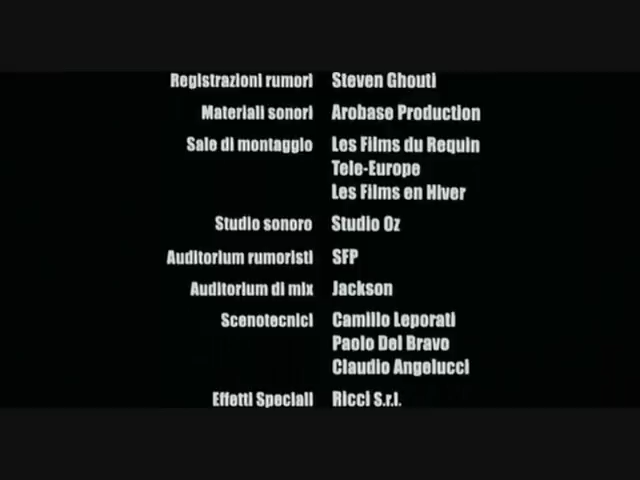 Registrazioni rumori Steven Ghouti
Materiali sonori Arobase Production
Sale di montaggio Les Films du Requin
Tele-Europe
Les Films en Hiver
Studio sonoro Studio Oz
Auditorium rumoristi SFP
Auditorium di mix Jackson
Scenotecnici Camillo Leporati
Paolo Del Bravo
Claudio Angelucci
Effetti Speciali Ricci S.r.l.